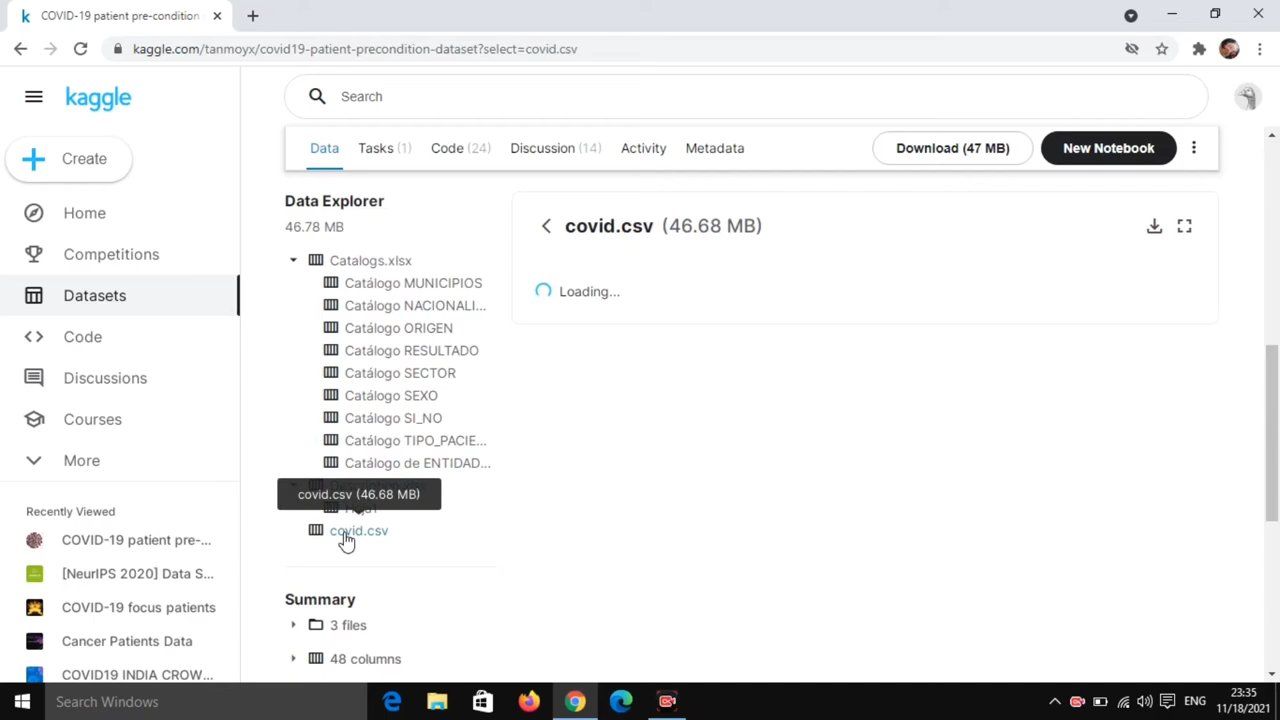 COVID-19 patient pre-condition
kaggle.com/tanmoyx/covid19-patient-precondition-dataset?select=covid.csv
kaggle
Search
Create
Data
Tasks (1)
Code (24)
Discussion (14)
Activity
Metadata
Download (47 MB)
New Notebook
Home
Competitions
Datasets
Code
Discussions
Courses
More
Recently Viewed
COVID-19 patient pre-...
[NeurIPS 2020] Data S...
COVID-19 focus patients
Cancer Patients Data
COVID19 INDIA CROW...
Data Explorer
46.78 MB
Catalogs.xlsx
Catálogo MUNICIPIOS
Catálogo NACIONALI...
Catálogo ORIGEN
Catálogo RESULTADO
Catálogo SECTOR
Catálogo SEXO
Catálogo SI_NO
Catálogo TIPO_PACIE...
Catálogo de ENTIDAD...
covid.csv (46.68 MB)
covid.csv
Summary
3 files
48 columns
covid.csv (46.68 MB)
Loading...
Search Windows
ENG
23:35
11/18/2021